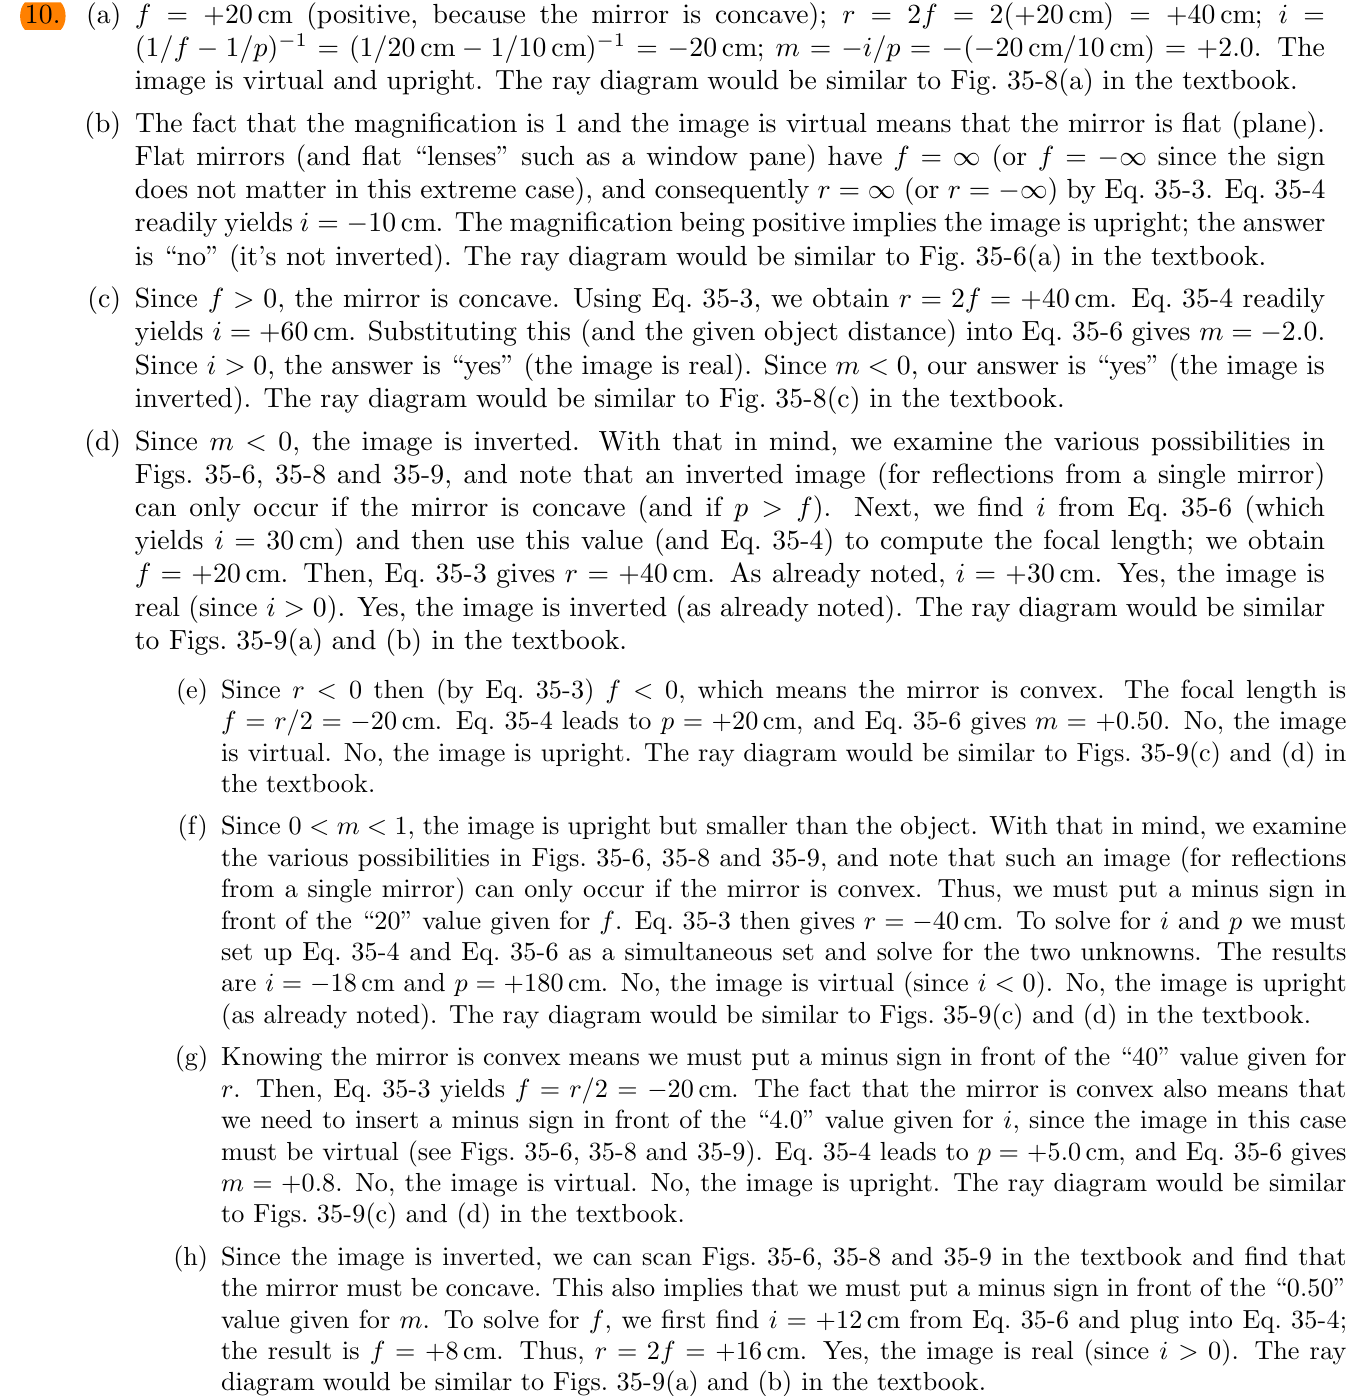 10. (a) f = +20 cm (positive, because the mirror is concave); r = 2f = 2(+20 cm) = +40 cm; i =
(1/f − 1/p)⁻¹ = (1/20 cm − 1/10 cm)⁻¹ = −20 cm; m = −i/p = −(−20 cm/10 cm) = +2.0. The
image is virtual and upright. The ray diagram would be similar to Fig. 35-8(a) in the textbook.
(b) The fact that the magnification is 1 and the image is virtual means that the mirror is flat (plane).
Flat mirrors (and flat “lenses” such as a window pane) have f = ∞ (or f = −∞ since the sign
does not matter in this extreme case), and consequently r = ∞ (or r = −∞) by Eq. 35-3. Eq. 35-4
readily yields i = −10 cm. The magnification being positive implies the image is upright; the answer
is “no” (it’s not inverted). The ray diagram would be similar to Fig. 35-6(a) in the textbook.
(c) Since f > 0, the mirror is concave. Using Eq. 35-3, we obtain r = 2f = +40 cm. Eq. 35-4 readily
yields i = +60 cm. Substituting this (and the given object distance) into Eq. 35-6 gives m = −2.0.
Since i > 0, the answer is “yes” (the image is real). Since m < 0, our answer is “yes” (the image is
inverted). The ray diagram would be similar to Fig. 35-8(c) in the textbook.
(d) Since m < 0, the image is inverted. With that in mind, we examine the various possibilities in
Figs. 35-6, 35-8 and 35-9, and note that an inverted image (for reflections from a single mirror)
can only occur if the mirror is concave (and if p > f). Next, we find i from Eq. 35-6 (which
yields i = 30 cm) and then use this value (and Eq. 35-4) to compute the focal length; we obtain
f = +20 cm. Then, Eq. 35-3 gives r = +40 cm. As already noted, i = +30 cm. Yes, the image is
real (since i > 0). Yes, the image is inverted (as already noted). The ray diagram would be similar
to Figs. 35-9(a) and (b) in the textbook.
(e) Since r < 0 then (by Eq. 35-3) f < 0, which means the mirror is convex. The focal length is
f = r/2 = −20 cm. Eq. 35-4 leads to p = +20 cm, and Eq. 35-6 gives m = +0.50. No, the image
is virtual. No, the image is upright. The ray diagram would be similar to Figs. 35-9(c) and (d) in
the textbook.
(f) Since 0 < m < 1, the image is upright but smaller than the object. With that in mind, we examine
the various possibilities in Figs. 35-6, 35-8 and 35-9, and note that such an image (for reflections
from a single mirror) can only occur if the mirror is convex. Thus, we must put a minus sign in
front of the “20” value given for f. Eq. 35-3 then gives r = −40 cm. To solve for i and p we must
set up Eq. 35-4 and Eq. 35-6 as a simultaneous set and solve for the two unknowns. The results
are i = −18 cm and p = +180 cm. No, the image is virtual (since i < 0). No, the image is upright
(as already noted). The ray diagram would be similar to Figs. 35-9(c) and (d) in the textbook.
(g) Knowing the mirror is convex means we must put a minus sign in front of the “40” value given for
r. Then, Eq. 35-3 yields f = r/2 = −20 cm. The fact that the mirror is convex also means that
we need to insert a minus sign in front of the “4.0” value given for i, since the image in this case
must be virtual (see Figs. 35-6, 35-8 and 35-9). Eq. 35-4 leads to p = +5.0 cm, and Eq. 35-6 gives
m = +0.8. No, the image is virtual. No, the image is upright. The ray diagram would be similar
to Figs. 35-9(c) and (d) in the textbook.
(h) Since the image is inverted, we can scan Figs. 35-6, 35-8 and 35-9 in the textbook and find that
the mirror must be concave. This also implies that we must put a minus sign in front of the “0.50”
value given for m. To solve for f, we first find i = +12 cm from Eq. 35-6 and plug into Eq. 35-4;
the result is f = +8 cm. Thus, r = 2f = +16 cm. Yes, the image is real (since i > 0). The ray
diagram would be similar to Figs. 35-9(a) and (b) in the textbook.